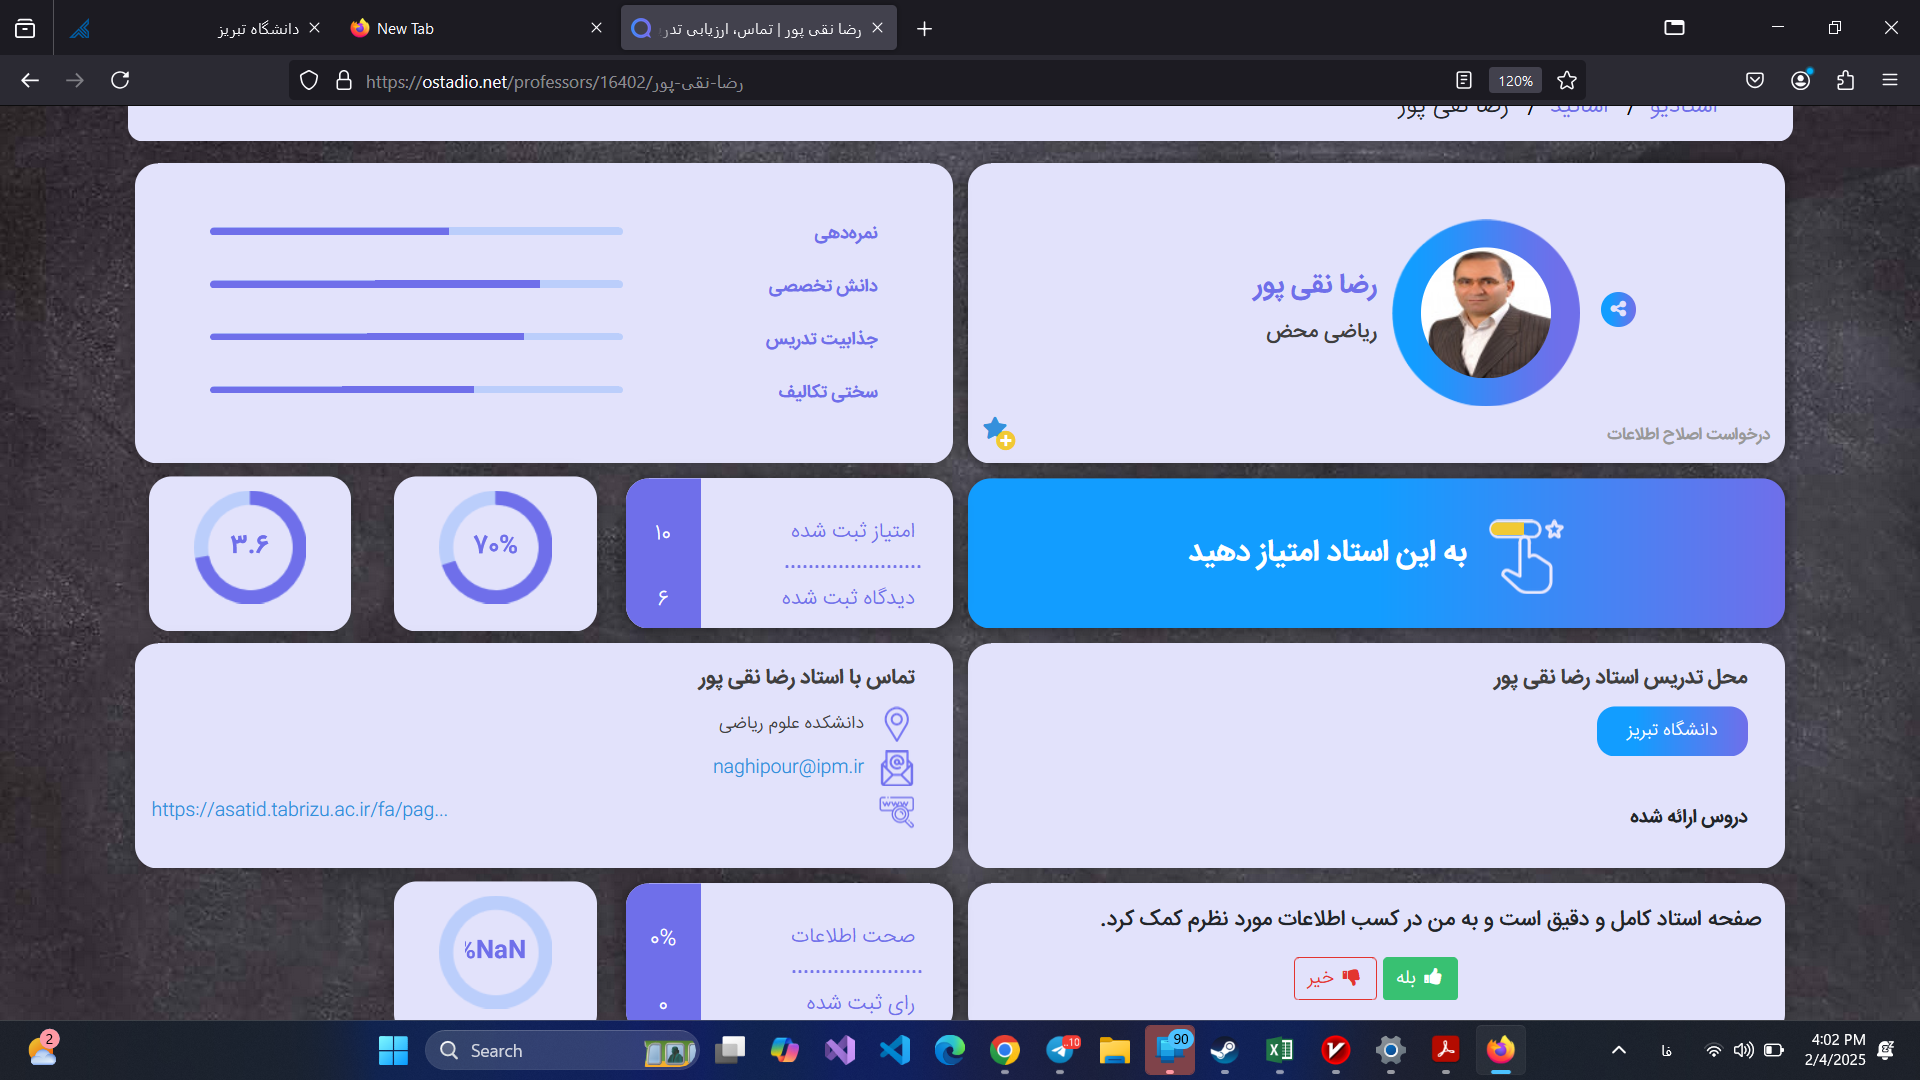 دانشگاه تبریز
New Tab
رضا نقی پور | تماس، ارزیابی تدر
https://ostadio.net/professors/16402/رضا-نقی-پور
120%
استادیو / اساتید / رضا نقی پور
رضا نقی پور
ریاضی محض
درخواست اصلاح اطلاعات
نمره‌دهی
دانش تخصصی
جذابیت تدریس
سختی تکالیف
به این استاد امتیاز دهید
امتیاز ثبت شده
۱۰
.......................
دیدگاه ثبت شده
۶
۷۰%
۳.۶
محل تدریس استاد رضا نقی پور
دانشگاه تبریز
دروس ارائه شده
تماس با استاد رضا نقی پور
دانشکده علوم ریاضی
naghipour@ipm.ir
www
https://asatid.tabrizu.ac.ir/fa/pag...
صفحه استاد کامل و دقیق است و به من در کسب اطلاعات مورد نظرم کمک کرد.
بله
خیر
صحت اطلاعات
۰%
......................
رای ثبت شده
۰
%NaN
2
Search
..10
90
فا
4:02 PM
2/4/2025